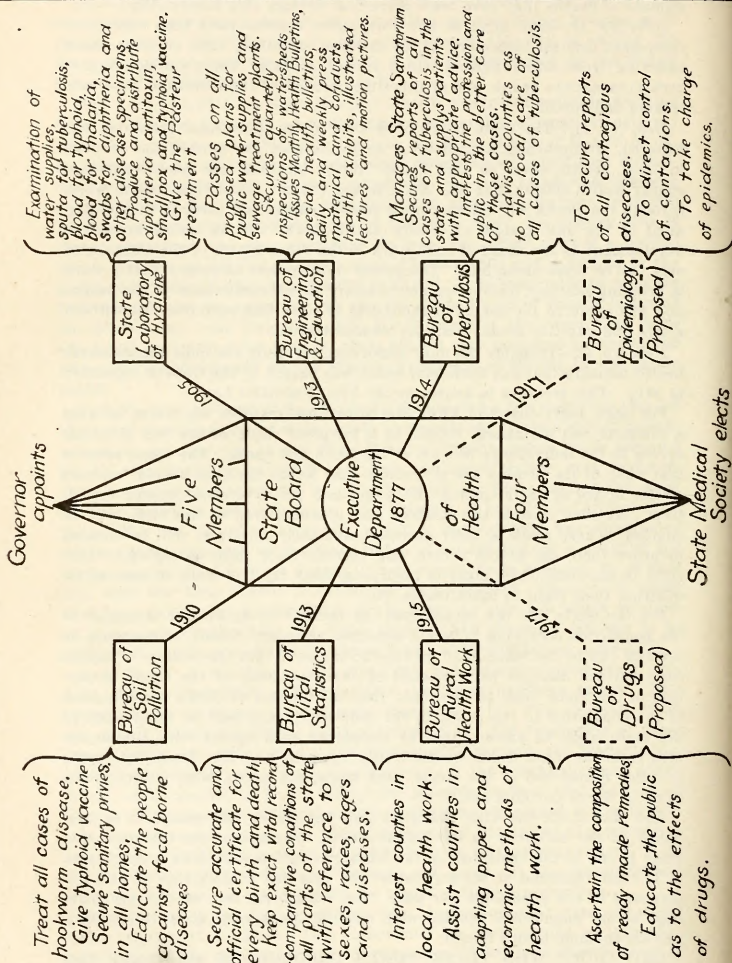 Governor
appoints
Five
Members
State
Board
Executive
Department
1877
of Health
Four
Members
State Medical
Society elects
1910
Bureau of
Soil
Pollution
Treat all cases of
hookworm disease,
Give typhoid vaccine
Secure sanitary privies,
in all homes,
Educate the people
against fecal borne
diseases
1913
Bureau of
Vital
Statistics
Secure accurate and
official certificate for
every birth and death,
Keep exact vital record
comparative conditions of
all parts of the state
with reference to
sexes, races, ages
and diseases.
1915
Bureau of
Rural
Health Work
Interest counties in
local health work.
Assist counties in
adopting proper and
economic methods of
health work.
1917
Bureau
of
Drugs
(Proposed)
Ascertain the composition
of ready made remedies,
Educate the public
as to the effects
of drugs.
1905
State
Laboratory
of Hygiene
Examination of
water supplies,
sputa for tuberculosis,
blood for typhoid,
blood for malaria,
swabs for diphtheria and
other disease specimens.
Produce and distribute
diphtheria antitoxin,
smallpox and typhoid vaccine.
Give the Pasteur
treatment
1913
Bureau of
Engineering
& Education
Passes on all
proposed plans for
public water supplies and
sewage treatment plants.
Secures quarterly
inspections of watersheds
Issues Monthly Health Bulletins,
special health bulletins,
daily and weekly press
material and conducts
health exhibits, illustrated
lectures and motion pictures.
1914
Bureau
of
Tuberculosis
Manages State Sanatorium
Secures reports of all
cases of tuberculosis in the
state and supplys patients
with appropriate advice.
Interests the profession and
public in the better care
of those cases.
Advises counties as
to the local care of
all cases of tuberculosis.
1917
Bureau
of
Epidemiology
(Proposed)
To secure reports
of all contagious
diseases.
To direct control
of contagions.
To take charge
of epidemics.